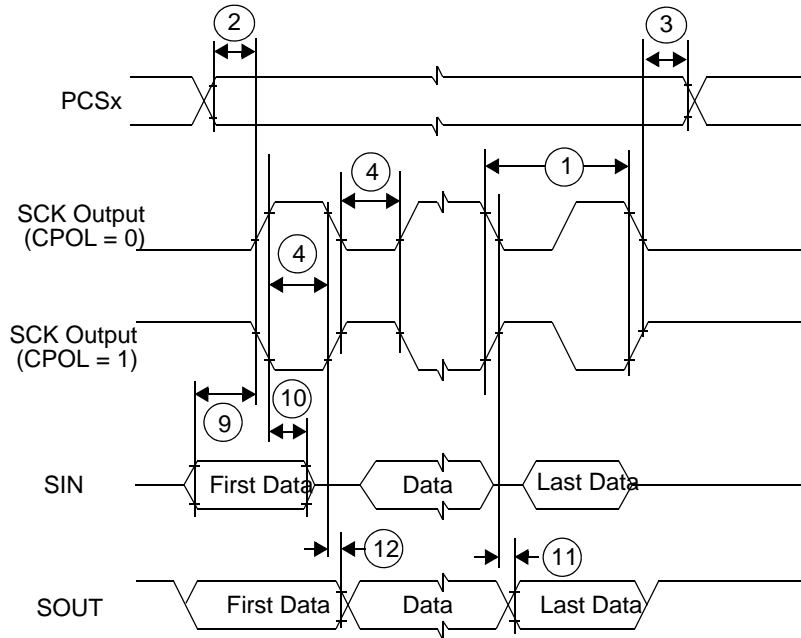 2
3
PCSx
1
4
SCK Output
(CPOL = 0)
4
SCK Output
(CPOL = 1)
9
10
SIN
First Data
Data
Last Data
12
11
SOUT
First Data
Data
Last Data